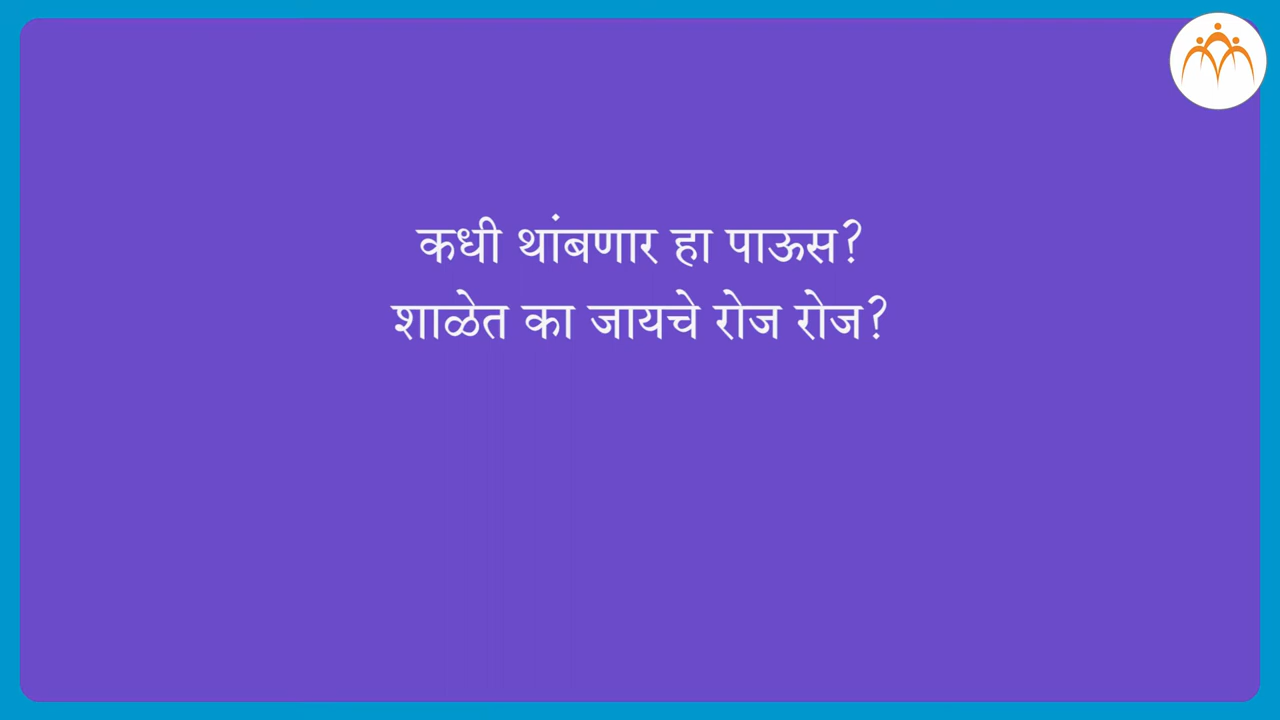 कधी थांबणार हा पाऊस?
शाळेत का जायचे रोज रोज?